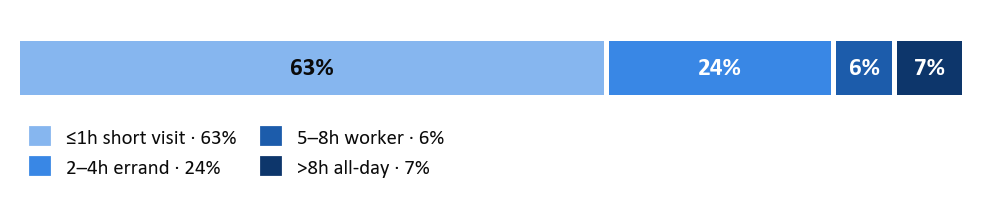 63% 24% 6% 7%
≤1h short visit · 63% 5–8h worker · 6%
2–4h errand · 24% >8h all-day · 7%